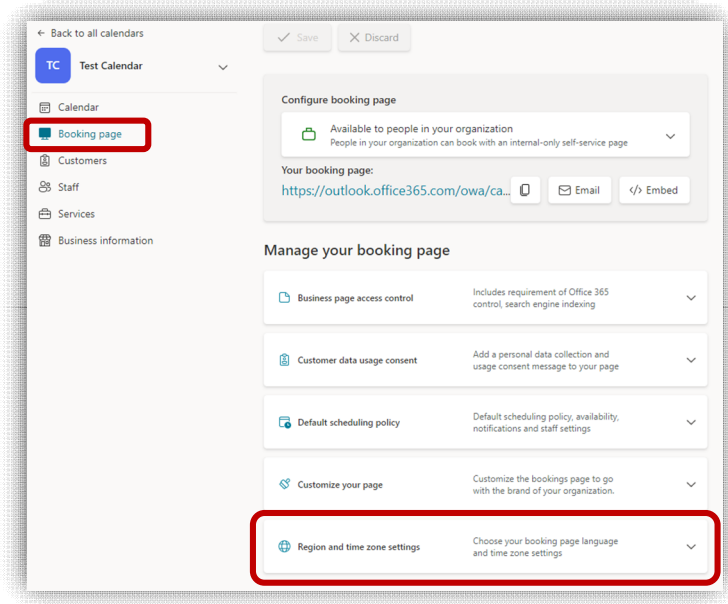 ← Back to all calendars
TC Test Calendar
Calendar
Booking page
Customers
Staff
Services
Business information
Save Discard
Configure booking page
Available to people in your organization
People in your organization can book with an internal-only self-service page
Your booking page:
https://outlook.office365.com/owa/ca... Email </> Embed
Manage your booking page
Business page access control
Includes requirement of Office 365
control, search engine indexing
Customer data usage consent
Add a personal data collection and
usage consent message to your page
Default scheduling policy
Default scheduling policy, availability,
notifications and staff settings
Customize your page
Customize the bookings page to go
with the brand of your organization.
Region and time zone settings
Choose your booking page language
and time zone settings